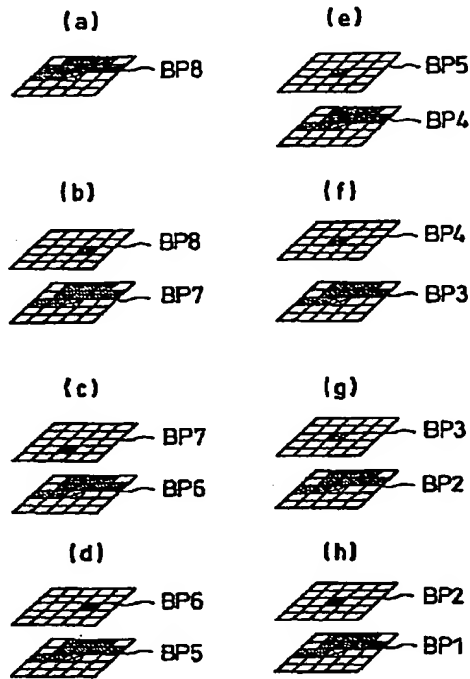 (a)
BP8
(b)
BP8
BP7
(c)
BP7
BP6
(d)
BP6
BP5
(e)
BP5
BP4
(f)
BP4
BP3
(g)
BP3
BP2
(h)
BP2
BP1